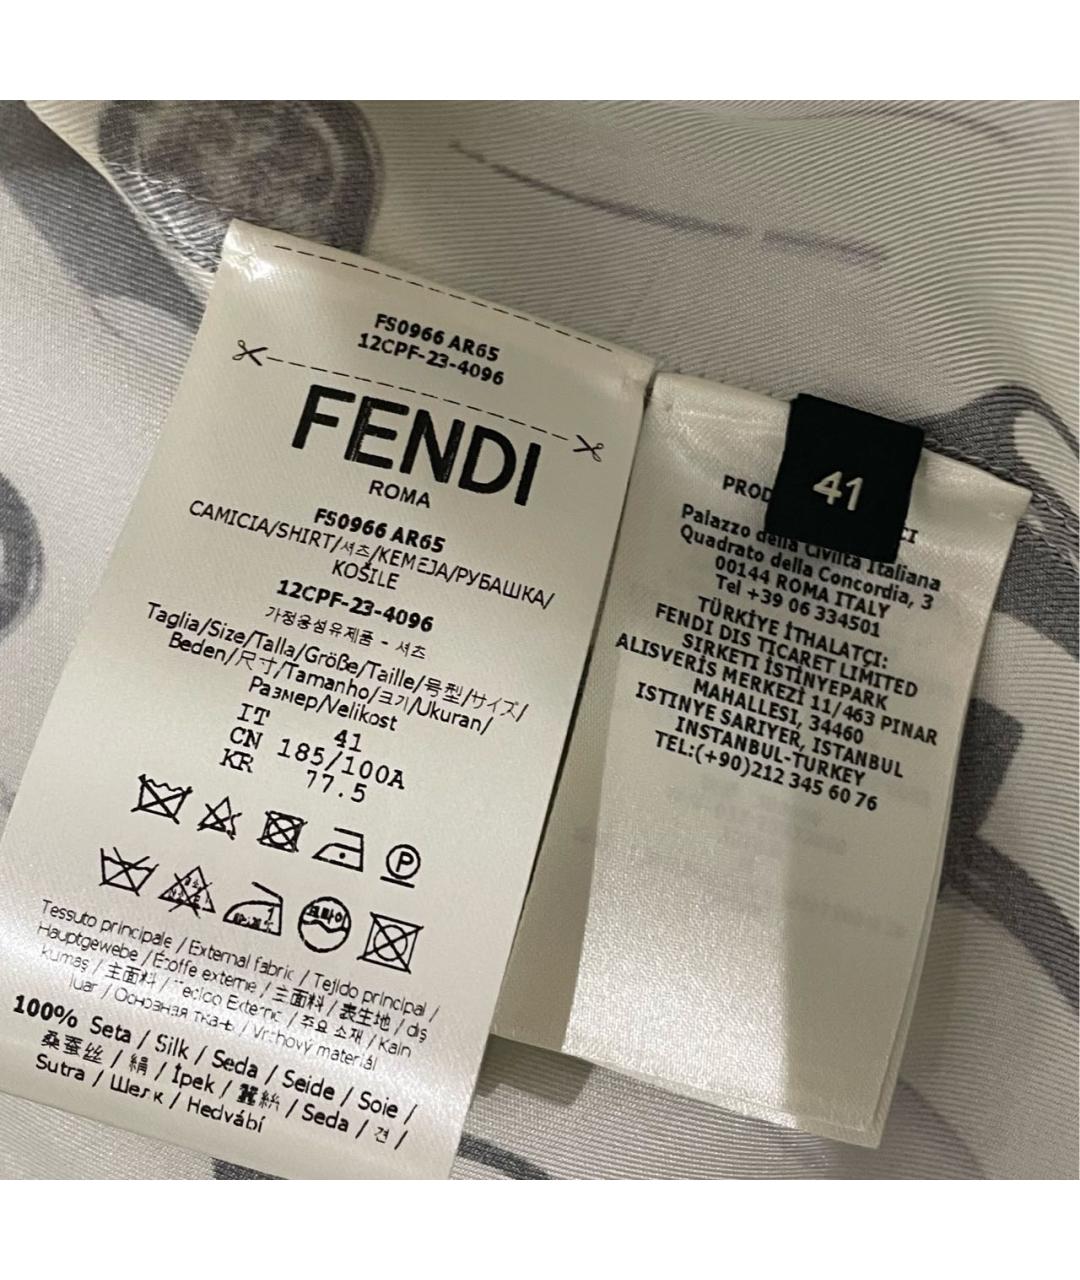 FS0966 AR65
12CPF-23-4096
FENDI
ROMA
FS0966 AR65
CAMICIA/SHIRT/셔츠/KEMEJA/РУБАШКА/
KOŠILE
12CPF-23-4096
가정용섬유제품 - 셔츠
Taglia/Size/Talla/Größe/Taille/号型/サイズ/
Beden/尺寸/Tamanho/크기/Ukuran/
Размер/Velikost
IT 41
CN 185/100A
KR 77.5
P
드라이
Tessuto principale / External fabric / Tejido principal /
Hauptgewebe / Étoffe externe / 主面料 / 表生地 / dış
kumaş / 主面料 / Tecido Externo / 주요 소재 / Kain
luar / Основная ткань / Vrchový materiál
100% Seta / Silk / Seda / Seide / Soie /
桑蚕丝 / 絹 / İpek / Seda / 견 /
Sutra / Шелк / Hedvábí
41
PROD CI
Palazzo della Civiltà Italiana
Quadrato della Concordia, 3
00144 ROMA ITALY
Tel +39 06 334501
TÜRKİYE İTHALATÇI:
FENDI DIS TICARET LIMITED
SIRKETI İSTİNYEPARK
ALISVERİS MERKEZİ 11/463 PINAR
MAHALLESI, 34460
ISTINYE SARIYER, ISTANBUL
INSTANBUL-TURKEY
TEL:(+90)212 345 60 76